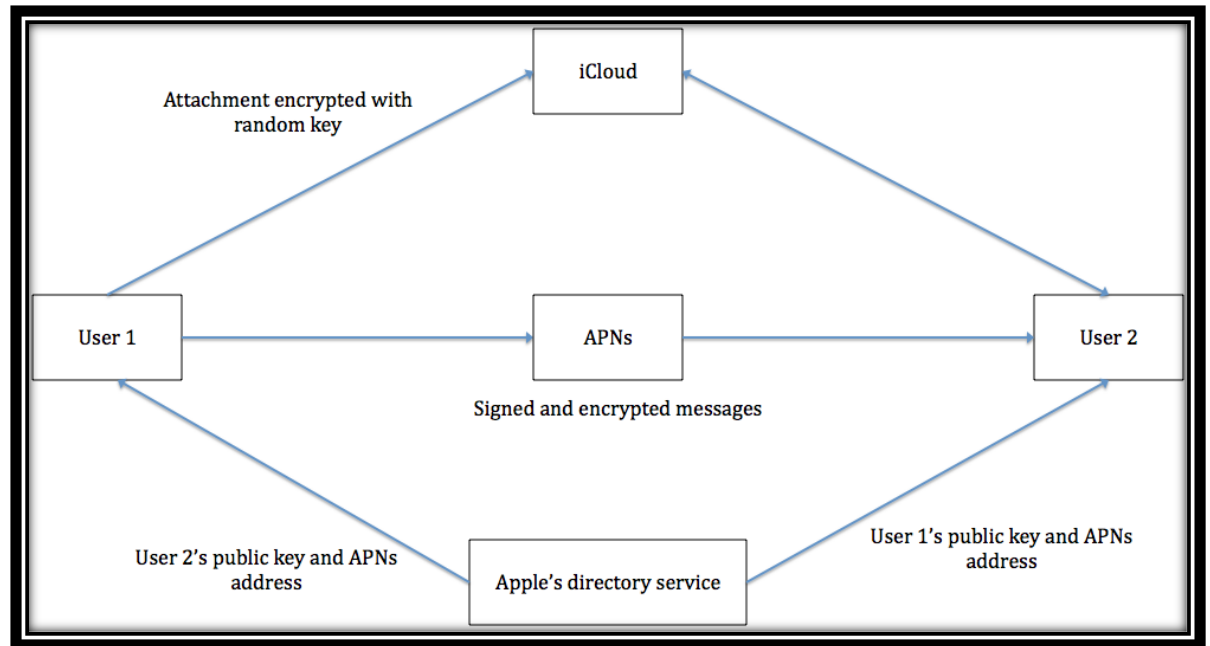 iCloud
Attachment encrypted with
random key
User 1
APNs
User 2
Signed and encrypted messages
User 2’s public key and APNs
address
Apple’s directory service
User 1’s public key and APNs
address